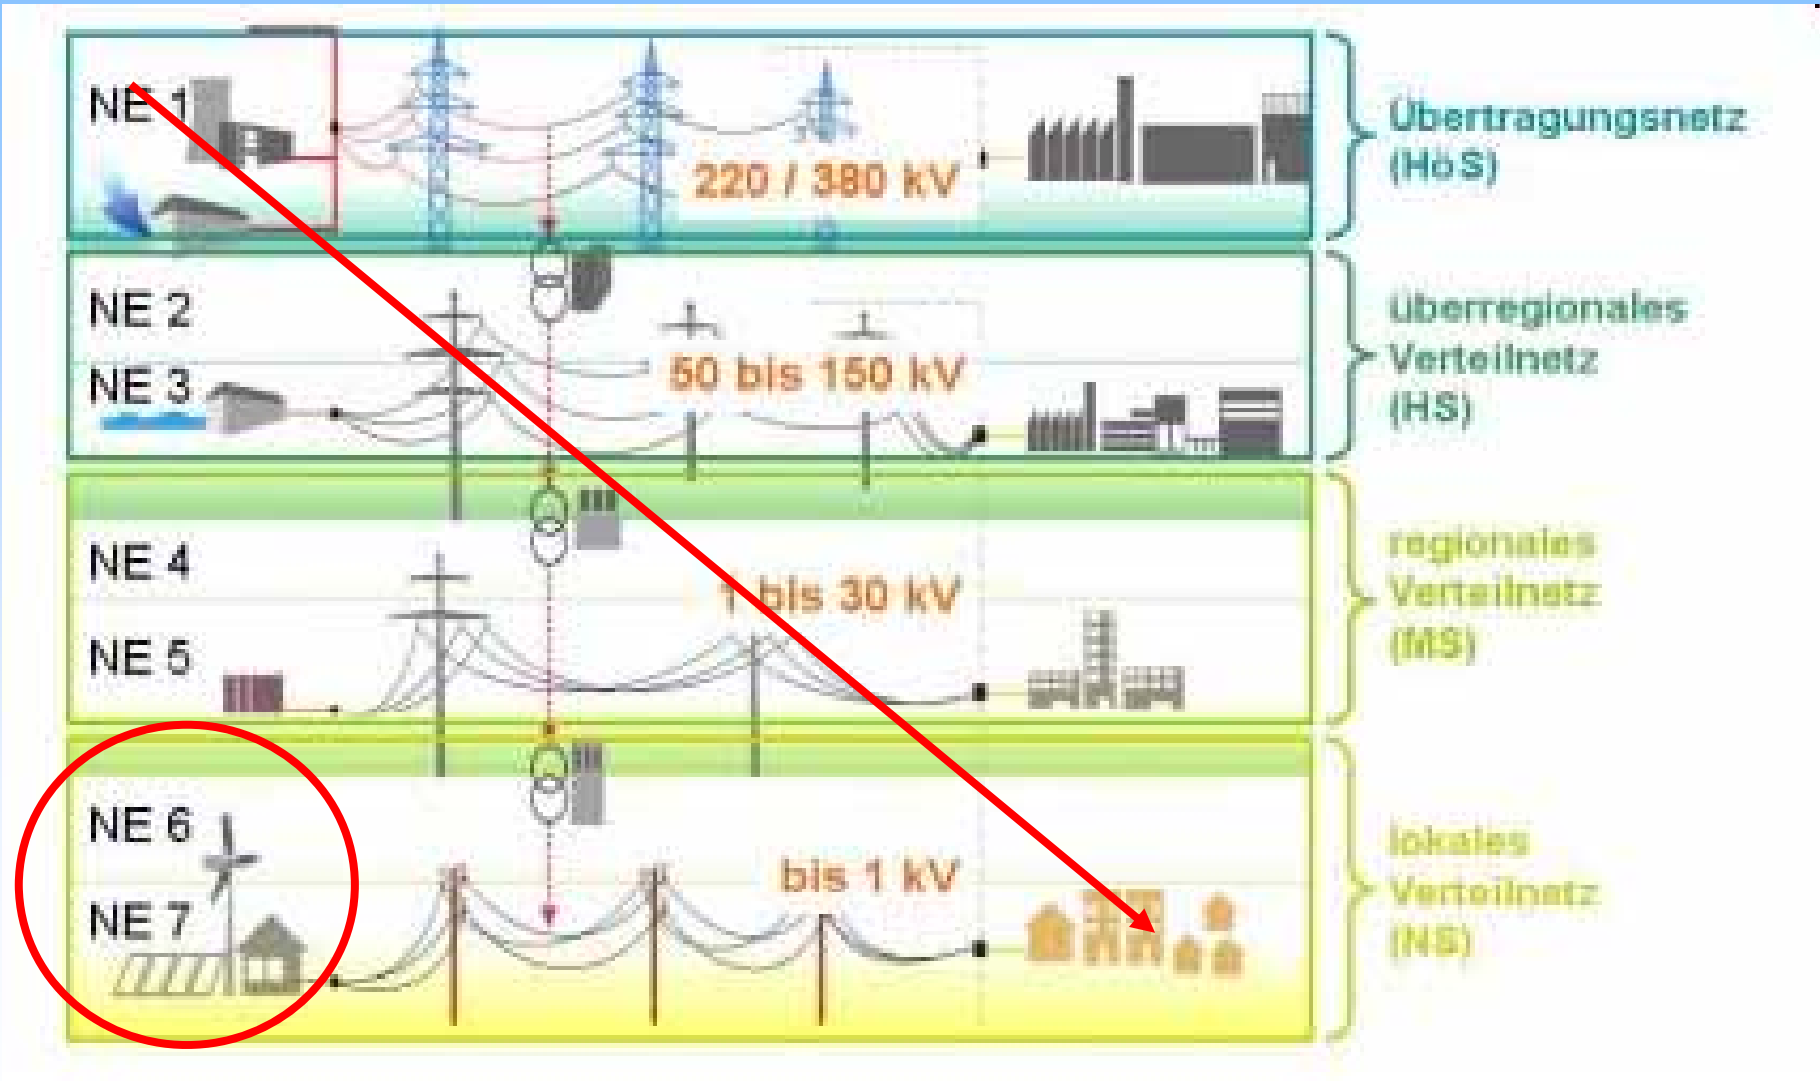 NE 1
220 / 380 kV
Übertragungsnetz
(HöS)
NE 2
NE 3
50 bis 150 kV
überregionales
Verteilnetz
(HS)
NE 4
NE 5
1 bis 30 kV
regionales
Verteilnetz
(MS)
NE 6
NE 7
bis 1 kV
lokales
Verteilnetz
(NS)